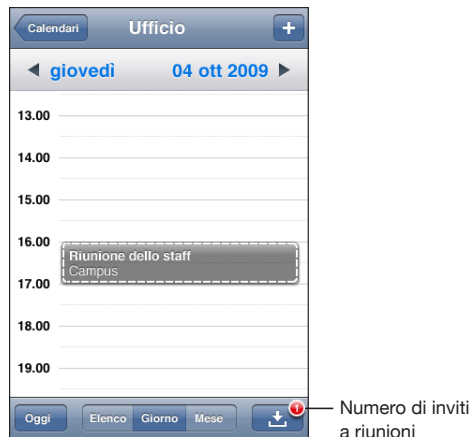 Calendari Ufficio +
giovedì 04 ott 2009
13.00
14.00
15.00
16.00
Riunione dello staff
Campus
17.00
18.00
19.00
Oggi Elenco Giorno Mese 1
Numero di inviti
a riunioni